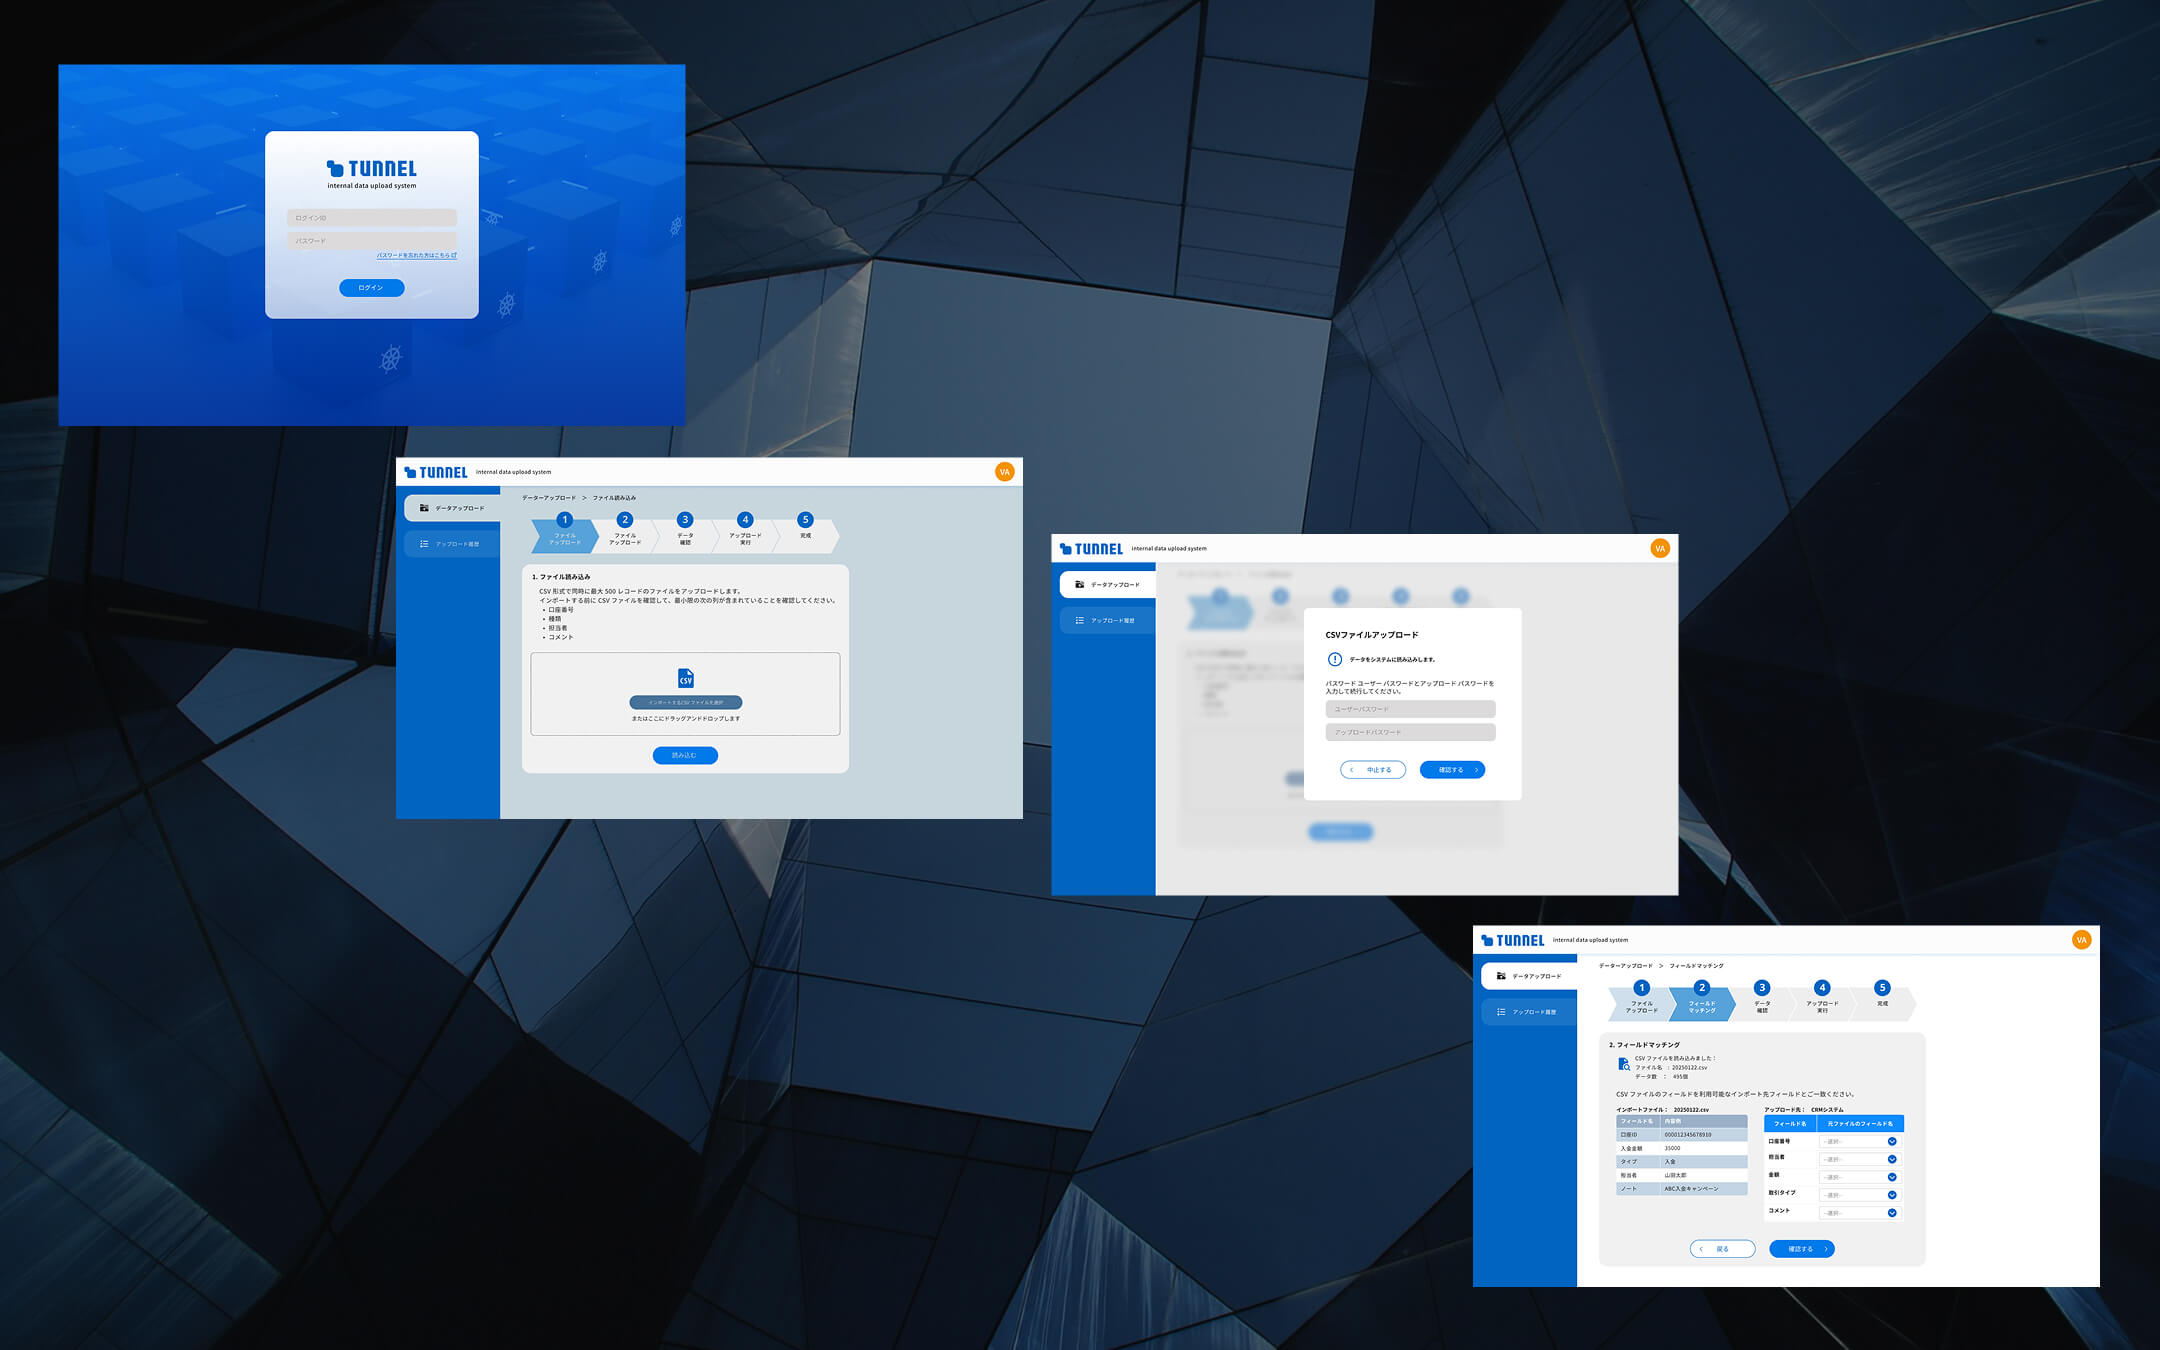 TUNNEL
internal data upload system
ログインID
パスワード
パスワードを忘れた方はこちら
ログイン
TUNNEL internal data upload system
VA
データアップロード
アップロード履歴
データーアップロード > ファイル読み込み
1
ファイル
アップロード
2
ファイル
アップロード
3
データ
確認
4
アップロード
実行
5
完成
1. ファイル読み込み
CSV 形式で同時に最大 500 レコードのファイルをアップロードします。
インポートする前に CSV ファイルを確認して、最小限の次の列が含まれていることを確認してください。
• 口座番号
• 種類
• 担当者
• コメント
CSV
インポートするCSV ファイルを選択
またはここにドラッグアンドドロップします
読み込む
TUNNEL internal data upload system
VA
データアップロード
アップロード履歴
CSVファイルアップロード
データをシステムに読み込みします。
パスワード ユーザー パスワードとアップロード パスワードを
入力して続行してください。
ユーザーパスワード
アップロードパスワード
中止する
確認する
TUNNEL internal data upload system
VA
データアップロード
アップロード履歴
データーアップロード > フィールドマッチング
1
ファイル
アップロード
2
フィールド
マッチング
3
データ
確認
4
アップロード
実行
5
完成
2. フィールドマッチング
CSV ファイルを読み込みました：
ファイル名 ：20250122.csv
データ数 ： 495個
CSV ファイルのフィールドを利用可能なインポート先フィールドとご一致ください。
インポートファイル： 20250122.csv
フィールド名 内容例
口座ID 000012345678910
入金金額 35000
タイプ 入金
担当者 山田太郎
ノート ABC入金キャンペーン
アップロード先： CRMシステム
フィールド名 元ファイルのフィールド名
口座番号 --選択--
担当者 --選択--
金額 --選択--
取引タイプ --選択--
コメント --選択--
戻る
確認する